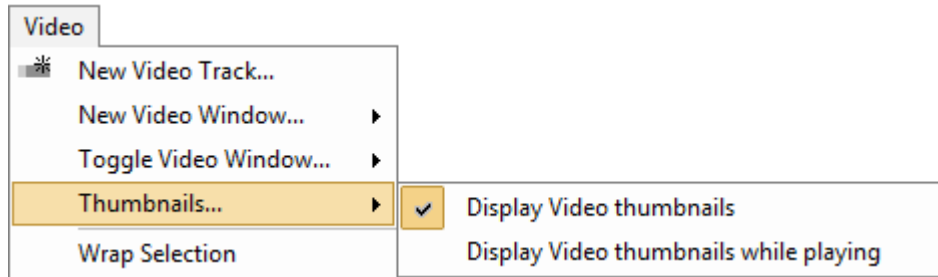 Video
New Video Track...
New Video Window...
Toggle Video Window...
Thumbnails...
Display Video thumbnails
Display Video thumbnails while playing
Wrap Selection